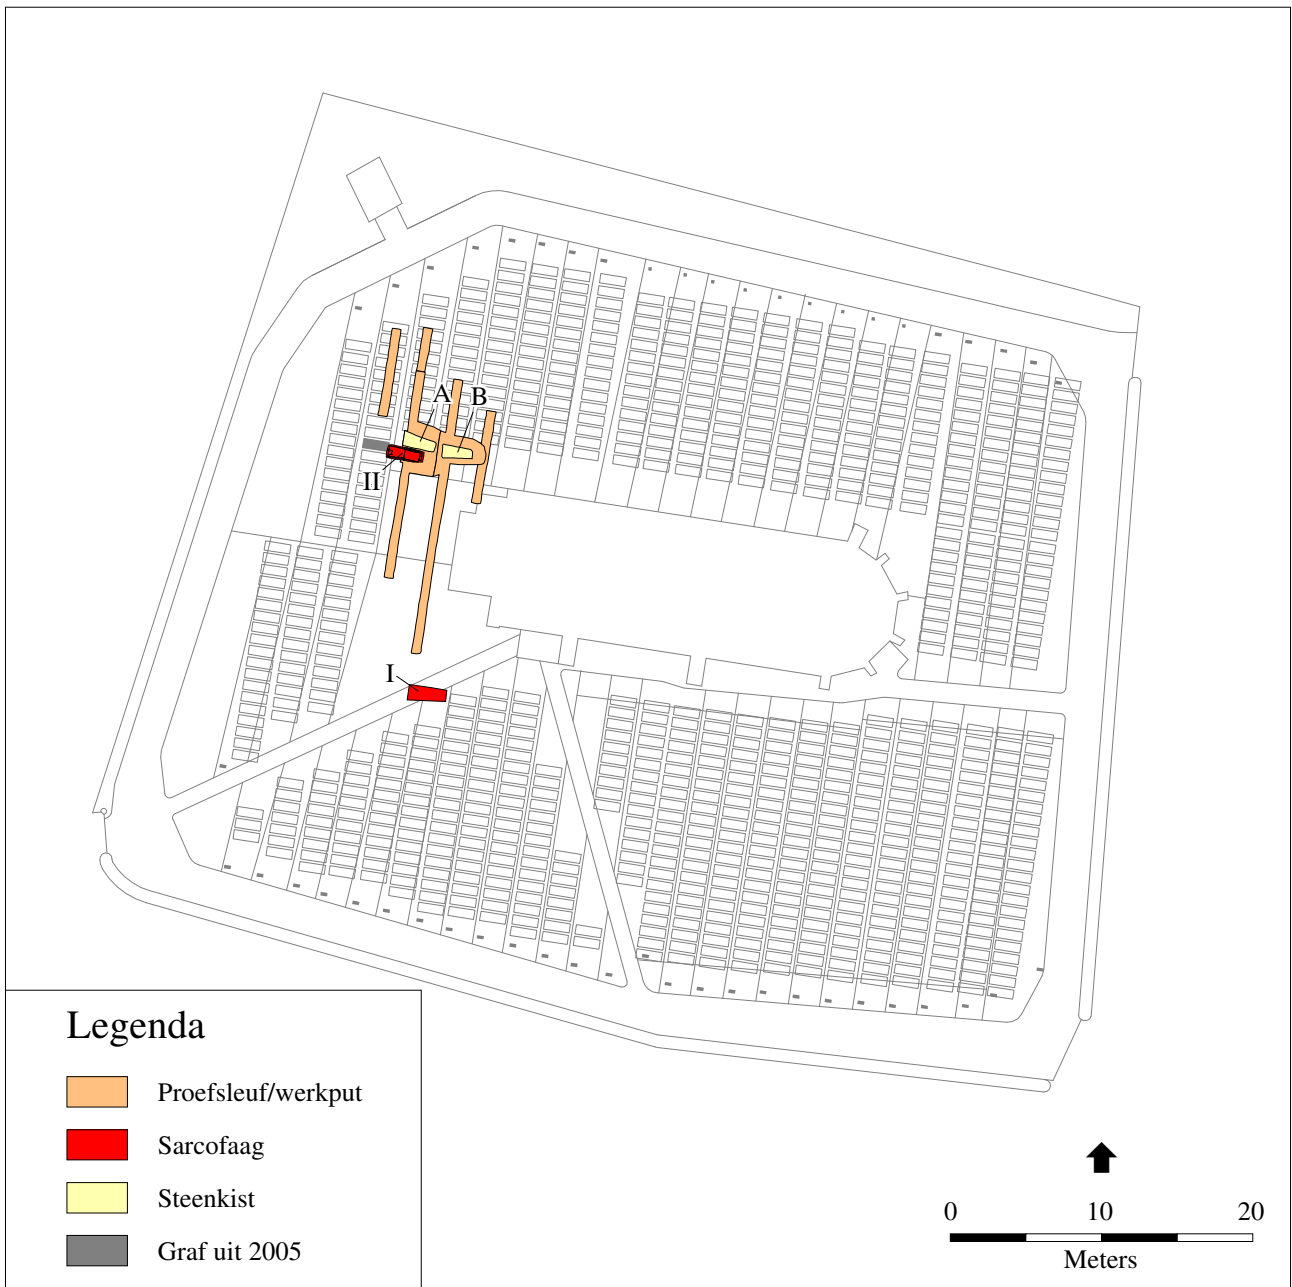 A
B
II
I
Legenda
Proefsleuf/werkput
Sarcofaag
Steenkist
Graf uit 2005
0 10 20
Meters